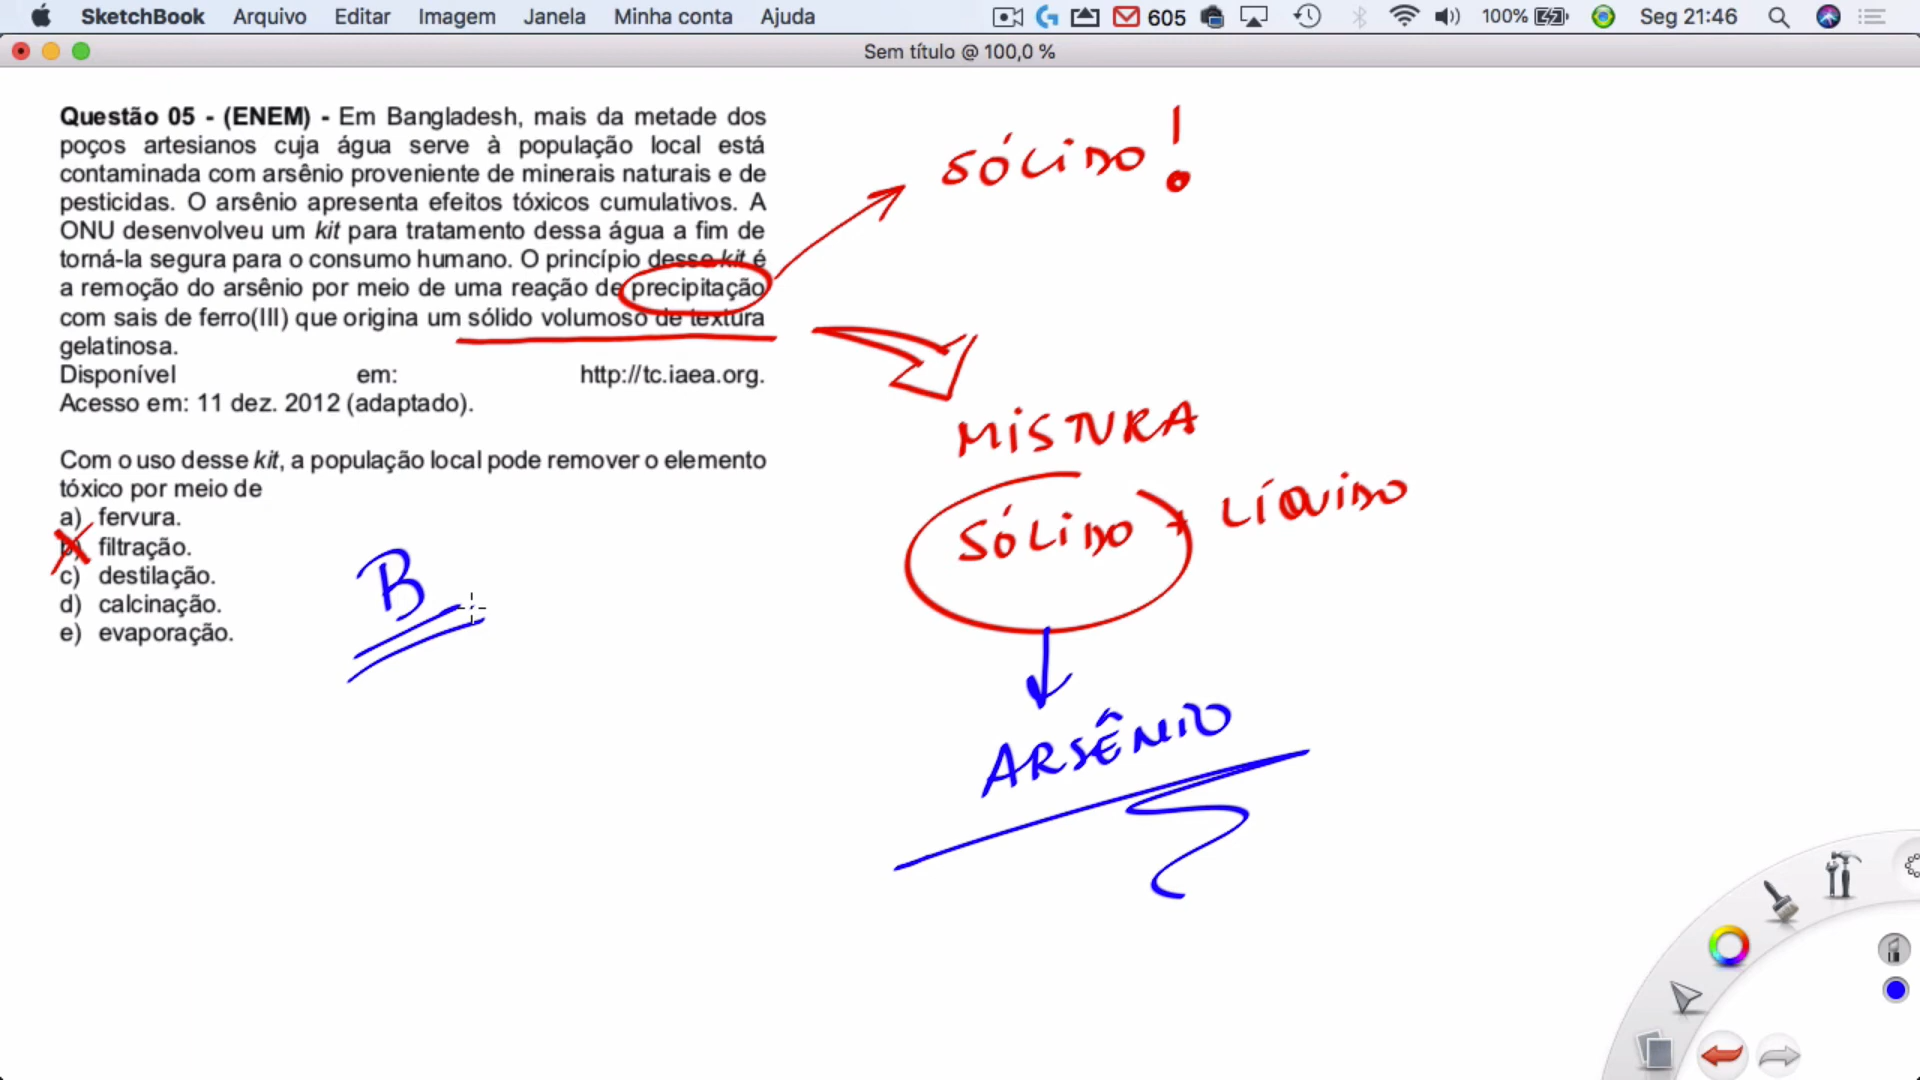 SketchBook Arquivo Editar Imagem Janela Minha conta Ajuda 605 100% Seg 21:46
Sem título @ 100,0 %
Questão 05 - (ENEM) - Em Bangladesh, mais da metade dos
poços artesianos cuja água serve à população local está
contaminada com arsênio proveniente de minerais naturais e de
pesticidas. O arsênio apresenta efeitos tóxicos cumulativos. A
ONU desenvolveu um kit para tratamento dessa água a fim de
torná-la segura para o consumo humano. O princípio desse kit é
a remoção do arsênio por meio de uma reação de precipitação
com sais de ferro(III) que origina um sólido volumoso de textura
gelatinosa.
Disponível em: http://tc.iaea.org.
Acesso em: 11 dez. 2012 (adaptado).
Com o uso desse kit, a população local pode remover o elemento
tóxico por meio de
a) fervura.
b) filtração.
c) destilação.
d) calcinação.
e) evaporação.
B
SÓLIDO!
MISTURA
SÓLIDO + LÍQUIDO
ARSÊNIO